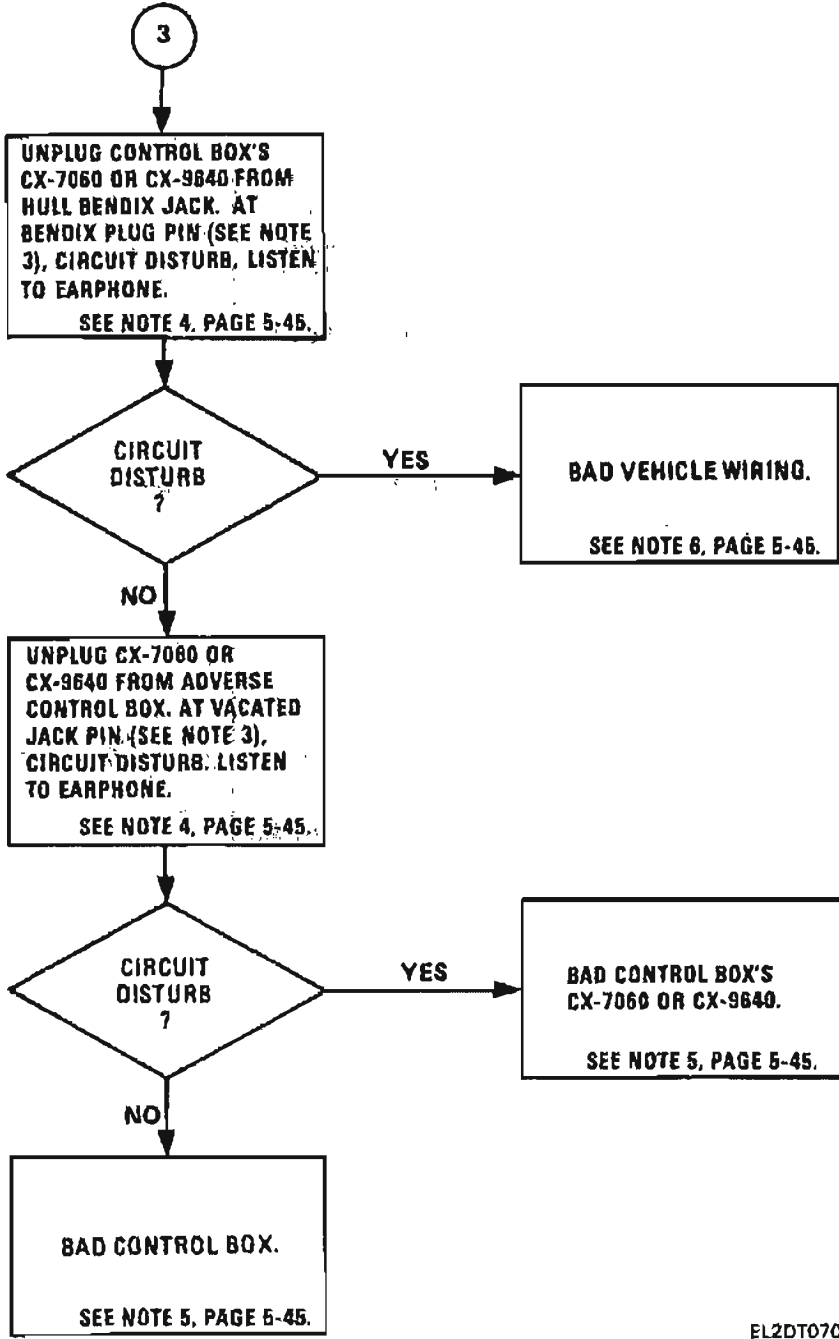 3
UNPLUG CONTROL BOX'S
CX-7060 OR CX-9640 FROM
HULL BENDIX JACK. AT
BENDIX PLUG PIN (SEE NOTE
3), CIRCUIT DISTURB, LISTEN
TO EARPHONE.
SEE NOTE 4, PAGE 5-45.
CIRCUIT
DISTURB
?
YES
BAD VEHICLE WIRING.
SEE NOTE 6, PAGE 5-45.
NO
UNPLUG CX-7060 OR
CX-9640 FROM ADVERSE
CONTROL BOX. AT VACATED
JACK PIN (SEE NOTE 3),
CIRCUIT DISTURB. LISTEN
TO EARPHONE.
SEE NOTE 4, PAGE 5-45.
CIRCUIT
DISTURB
?
YES
BAD CONTROL BOX'S
CX-7060 OR CX-9640.
SEE NOTE 5, PAGE 5-45.
NO
BAD CONTROL BOX.
SEE NOTE 5, PAGE 5-45.
EL2DT070